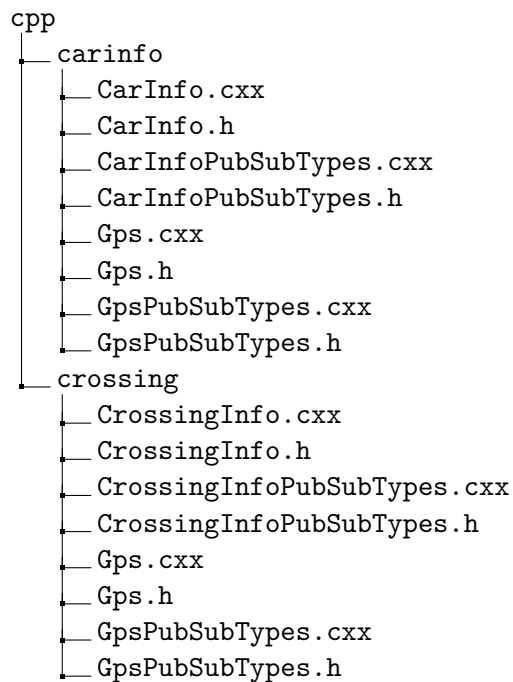 cpp
carinfo
CarInfo.cxx
CarInfo.h
CarInfoPubSubTypes.cxx
CarInfoPubSubTypes.h
Gps.cxx
Gps.h
GpsPubSubTypes.cxx
GpsPubSubTypes.h
crossing
CrossingInfo.cxx
CrossingInfo.h
CrossingInfoPubSubTypes.cxx
CrossingInfoPubSubTypes.h
Gps.cxx
Gps.h
GpsPubSubTypes.cxx
GpsPubSubTypes.h